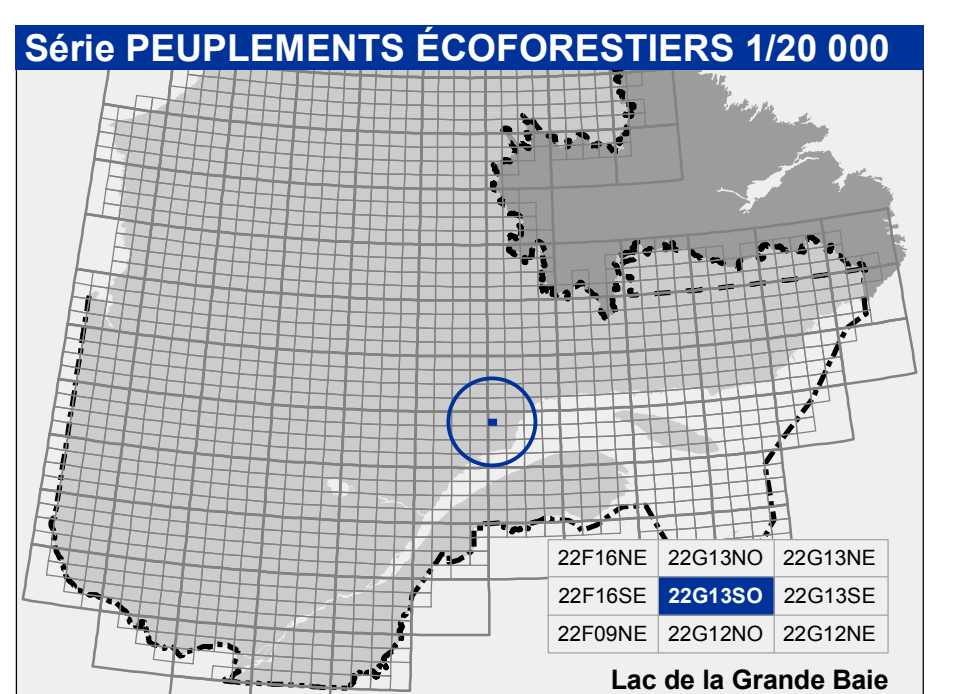 Série PEUPLEMENTS ÉCOFORESTIERS 1/20 000
22F16NE 22G13NO 22G13NE
22F16SE 22G13SO 22G13SE
22F09NE 22G12NO 22G12NE
Lac de la Grande Baie